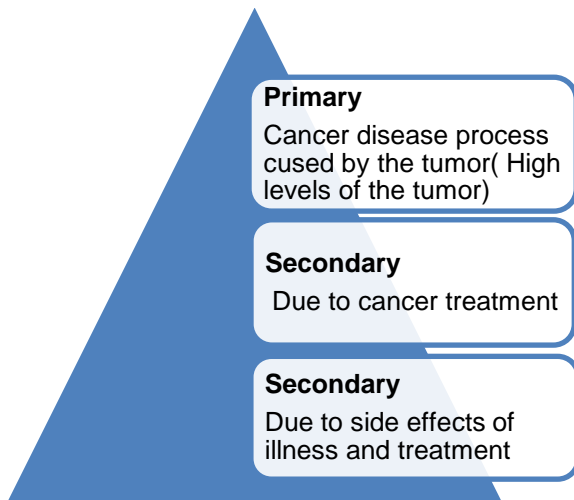 Primary
Cancer disease process
cused by the tumor( High
levels of the tumor)
Secondary
Due to cancer treatment
Secondary
Due to side effects of
illness and treatment